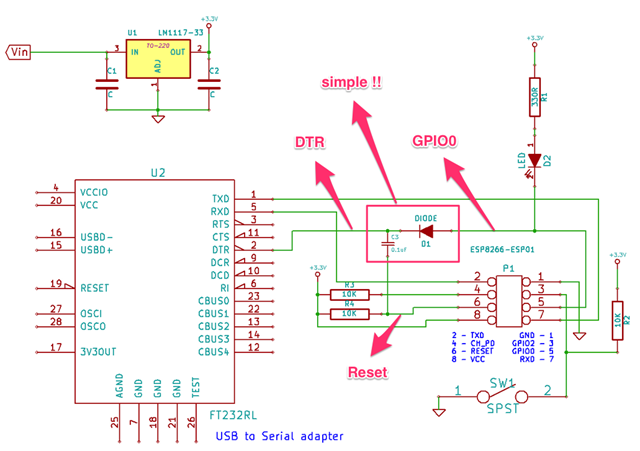 U1
LM1117-33
+3.3V
Vin
3
IN
TO-220
OUT
2
ADJ
1
C1
C
C2
C
+3.3V
330R
R1
LED
D2
simple !!
DTR
GPIO0
U2
4
VCCIO
20
VCC
16
USBD-
15
USBD+
19
RESET
27
OSCI
28
OSCO
17
3V3OUT
TXD
1
RXD
5
RTS
3
CTS
11
DTR
2
DCR
9
DCD
10
RI
6
CBUS0
23
CBUS1
22
CBUS2
13
CBUS3
14
CBUS4
12
AGND
GND
GND
GND
TEST
25
7
18
21
26
FT232RL
USB to Serial adapter
DIODE
D1
C3
0.1uf
ESP8266-ESP01
P1
2
1
4
3
6
5
8
7
+3.3V
R3
10K
R4
10K
+3.3V
10K
R2
2 - TXD GND - 1
4 - CH_PD GPIO2 - 3
6 - RESET GPIO0 - 5
8 - VCC RXD - 7
Reset
SW1
1
2
SPST